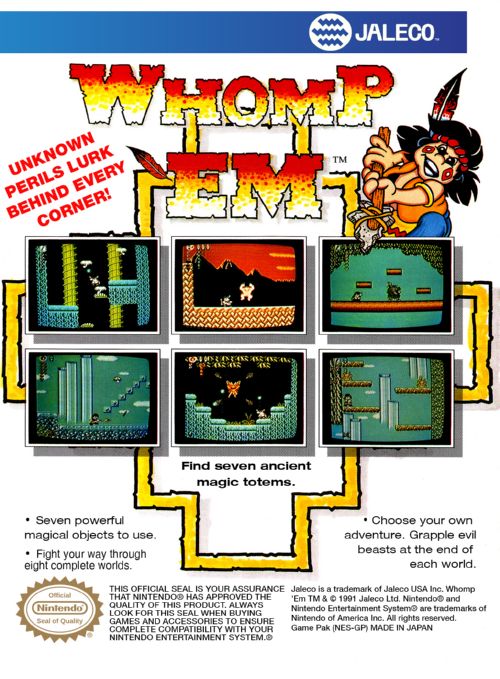 JALECO™
WHOMP
'EM™
UNKNOWN
PERILS LURK
BEHIND EVERY
CORNER!
Find seven ancient
magic totems.
• Seven powerful
magical objects to use.
• Fight your way through
eight complete worlds.
• Choose your own
adventure. Grapple evil
beasts at the end of
each world.
Official
Nintendo®
Seal of Quality
THIS OFFICIAL SEAL IS YOUR ASSURANCE
THAT NINTENDO® HAS APPROVED THE
QUALITY OF THIS PRODUCT. ALWAYS
LOOK FOR THIS SEAL WHEN BUYING
GAMES AND ACCESSORIES TO ENSURE
COMPLETE COMPATIBILITY WITH YOUR
NINTENDO ENTERTAINMENT SYSTEM.®
Jaleco is a trademark of Jaleco USA Inc. Whomp
'Em TM & © 1991 Jaleco Ltd. Nintendo® and
Nintendo Entertainment System® are trademarks of
Nintendo of America Inc. All rights reserved.
Game Pak (NES-GP) MADE IN JAPAN